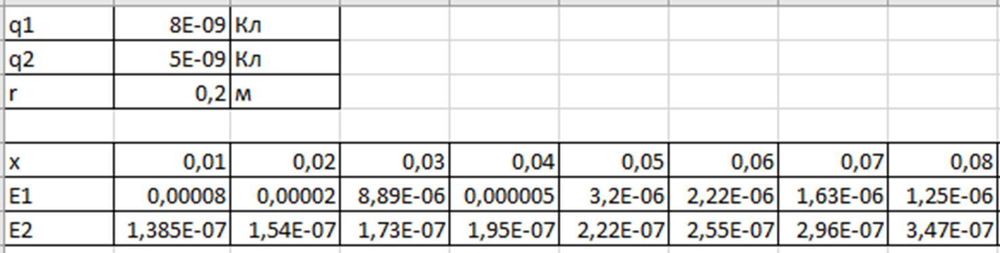 q1 8E-09 Кл
q2 5E-09 Кл
r 0,2 м
x 0,01 0,02 0,03 0,04 0,05 0,06 0,07 0,08
E1 0,00008 0,00002 8,89E-06 0,000005 3,2E-06 2,22E-06 1,63E-06 1,25E-06
E2 1,385E-07 1,54E-07 1,73E-07 1,95E-07 2,22E-07 2,55E-07 2,96E-07 3,47E-07